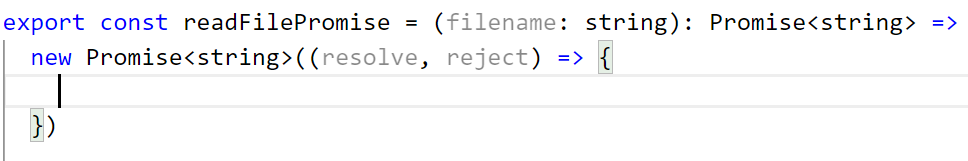 export const readFilePromise = (filename: string): Promise<string> =>
  new Promise<string>((resolve, reject) => {
  })